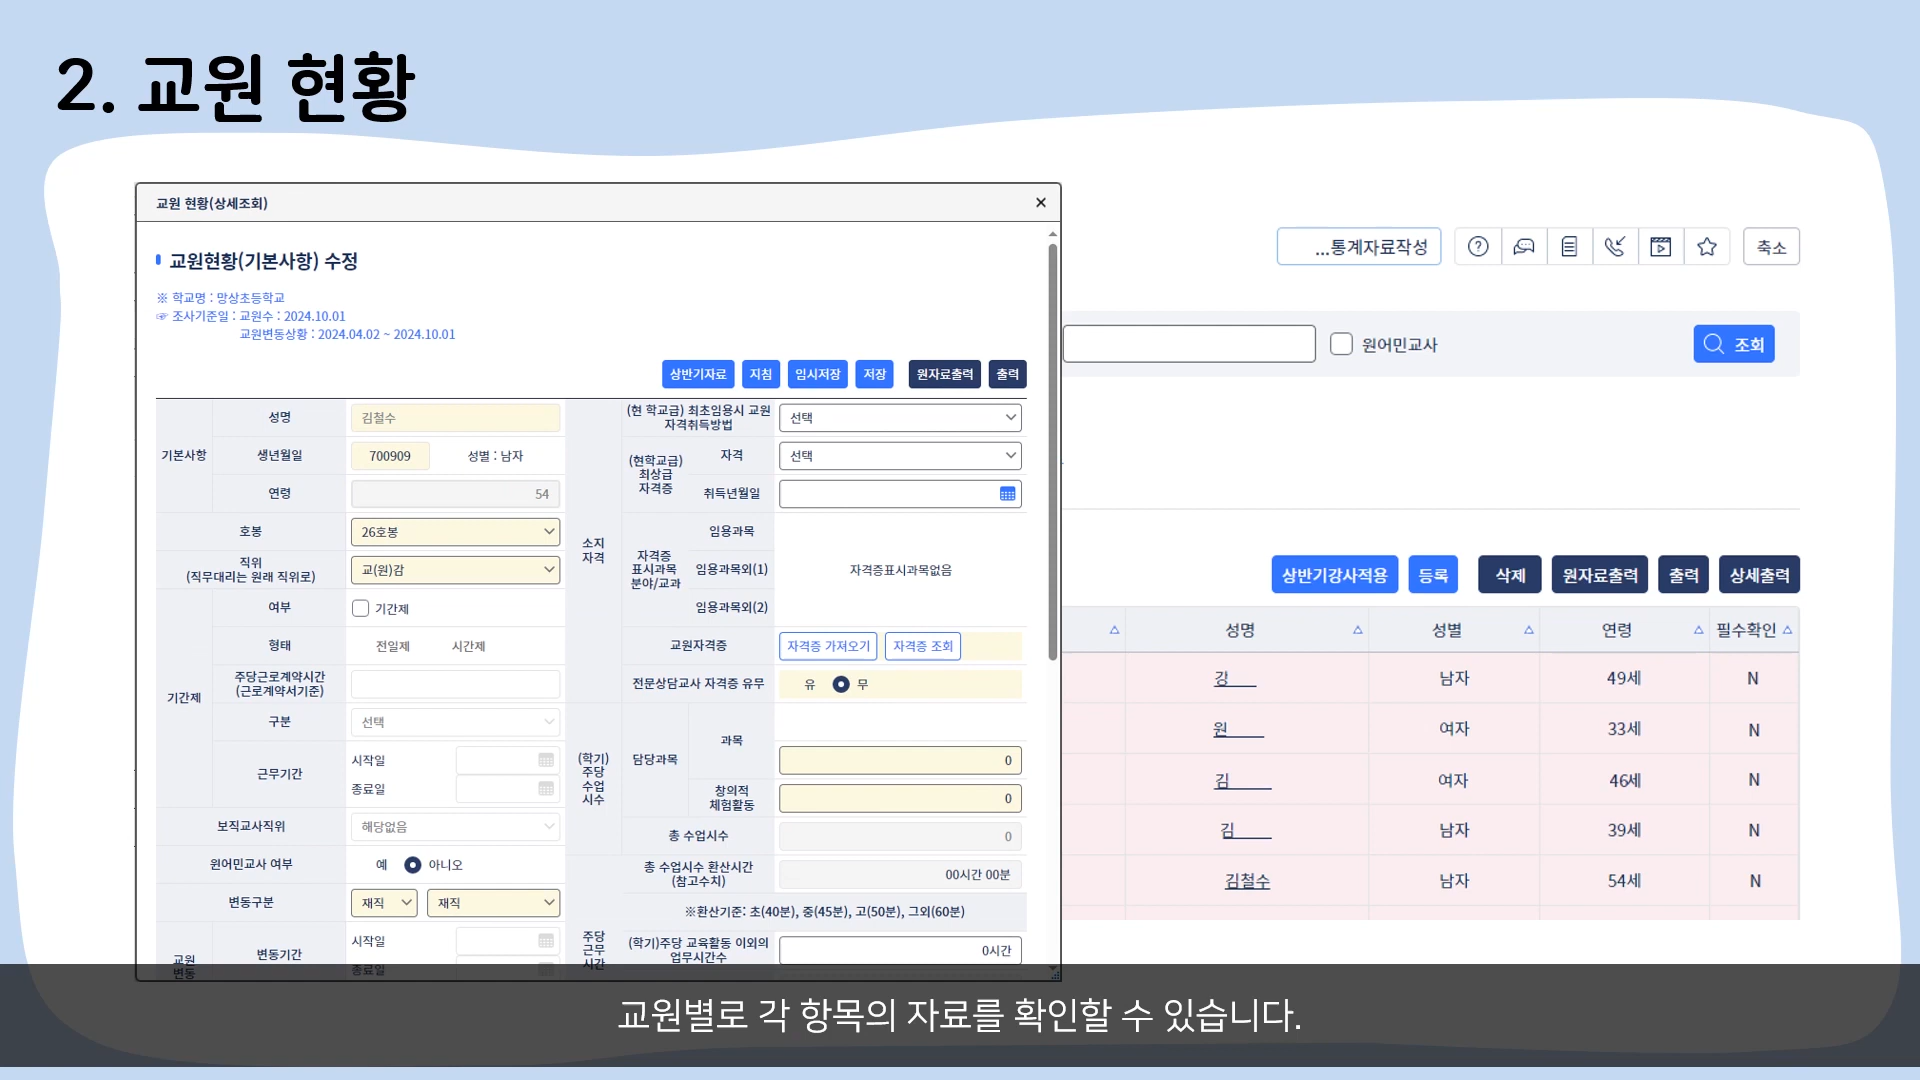 2. 교원 현황
교원 현황(상세조회)
교원현황(기본사항) 수정
※ 학교명 : 망상초등학교
☞ 조사기준일 : 교원수 : 2024.10.01
교원변동상황 : 2024.04.02 ~ 2024.10.01
상반기자료 지침 임시저장 저장 원자료출력 출력
기본사항
성명 김철수
생년월일 700909 성별 : 남자
연령 54
호봉 26호봉
직위
(직무대리는 원래 직위로)
교(원)감
기간제
여부 기간제
형태 전일제 시간제
주당근로계약시간
(근로계약서기준)
구분 선택
근무기간
시작일
종료일
보직교사직위 해당없음
원어민교사 여부 예 아니오
변동구분 재직 재직
교원
변동
변동기간
시작일
종료일
소지
자격
(현 학교급) 최초임용시 교원
자격취득방법
선택
(현학교급)
최상급
자격증
자격 선택
취득년월일
자격증
표시과목
분야/교과
임용과목
임용과목외(1)
임용과목외(2)
자격증표시과목없음
교원자격증 자격증 가져오기 자격증 조회
전문상담교사 자격증 유무 유 무
(학기)
주당
수업
시수
담당과목
과목 0
창의적
체험활동
0
총 수업시수 0
총 수업시수 환산시간
(참고수치)
00시간 00분
※환산기준: 초(40분), 중(45분), 고(50분), 그외(60분)
주당
근무
시간
(학기)주당 교육활동 이외의
업무시간수
0시간
...통계자료작성 축소
원어민교사 조회
상반기강사적용 등록 삭제 원자료출력 출력 상세출력
성명 성별 연령 필수확인
강 남자 49세 N
원 여자 33세 N
김 여자 46세 N
김 남자 39세 N
김철수 남자 54세 N
교원별로 각 항목의 자료를 확인할 수 있습니다.